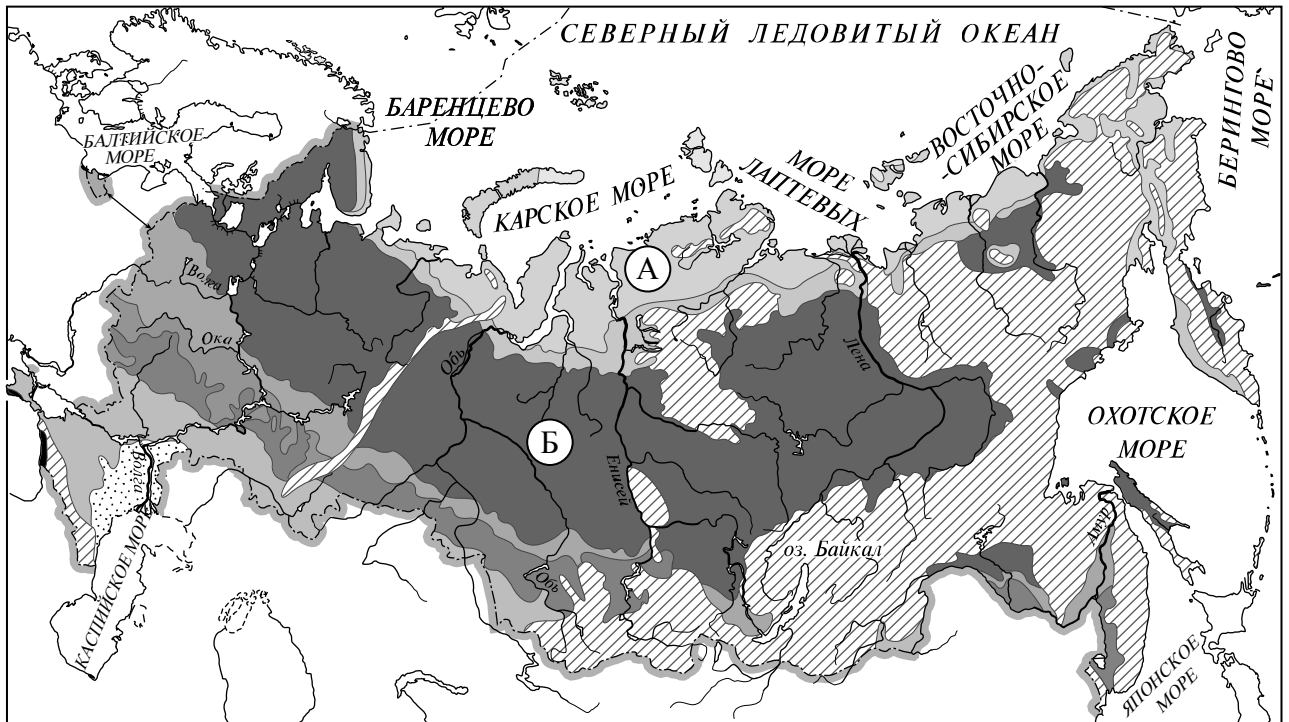 СЕВЕРНЫЙ ЛЕДОВИТЫЙ ОКЕАН
БАРЕНЦЕВО
МОРЕ
БАЛТИЙСКОЕ
МОРЕ
КАРСКОЕ МОРЕ
МОРЕ
ЛАПТЕВЫХ
ВОСТОЧНО-
-СИБИРСКОЕ
МОРЕ
БЕРИНГОВО
МОРЕ
А
Вожа
Ока
Обь
Лена
Б
Енисей
Волга
ОХОТСКОЕ
МОРЕ
Амур
оз. Байкал
Обь
КАСПИЙСКОЕ МОРЕ
ЯПОНСКОЕ
МОРЕ